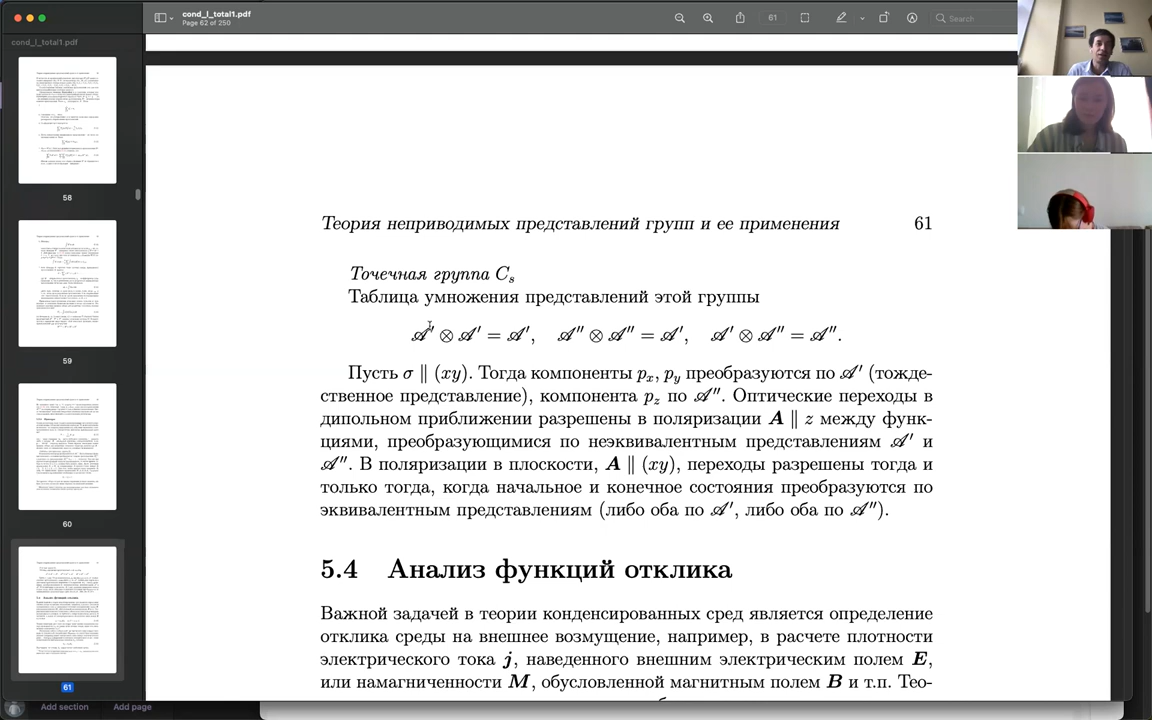 cond_l_total1.pdf
Page 62 of 250
61
Search
cond_l_total1.pdf
58
59
60
61
Add section
Add page
Теория неприводимых представлений групп и ее применения 61
Точечная группа C_s
Таблица умножения представлений этой группы
𝒜′ ⊗ 𝒜′ = 𝒜′, 𝒜″ ⊗ 𝒜″ = 𝒜′, 𝒜′ ⊗ 𝒜″ = 𝒜″.
Пусть σ ∥ (xy). Тогда компоненты p_x, p_y преобразуются по 𝒜′ (тожде-
ственное представление), компонента p_z по 𝒜″. Оптические переходы в
дипольном приближении разрешены в поляризации A ∥ z между функ-
циями, преобразующимися по неэквивалентным представлениям 𝒜′ и
𝒜″. В поляризации в плоскости, A ∥ (xy), переходы разрешены тогда и
только тогда, когда начальное и конечное состояния преобразуются по
эквивалентным представлениям (либо оба по 𝒜′, либо оба по 𝒜″).
5.4 Анализ функций отклика
Важной задачей физики конденсированных сред является определение
отклика среды на внешнее возмущение, например, в расчете плотности
электрического тока j, наведенного внешним электрическим полем E,
или намагниченности M, обусловленной магнитным полем B и т.п. Тео-